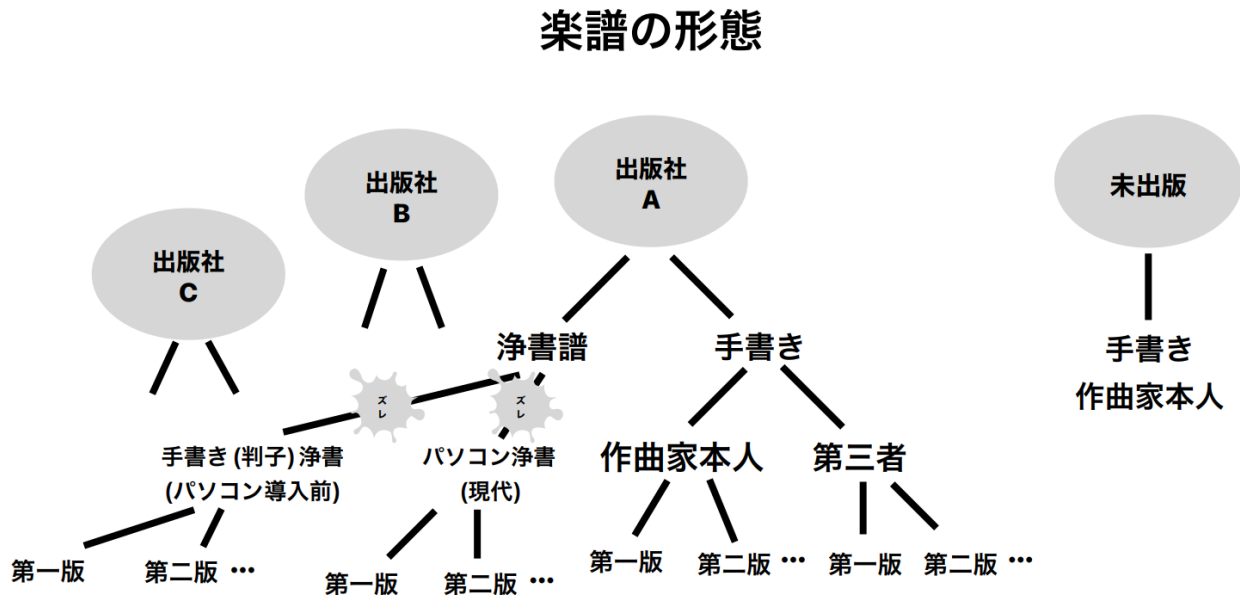 楽譜の形態
出版社
A
出版社
B
出版社
C
未出版
浄書譜
手書き
手書き
作曲家本人
ズ
レ
ズ
レ
手書き(判子)浄書
(パソコン導入前)
パソコン浄書
(現代)
作曲家本人
第三者
第一版
第二版 …
第一版
第二版 …
第一版
第二版 …
第一版
第二版 …